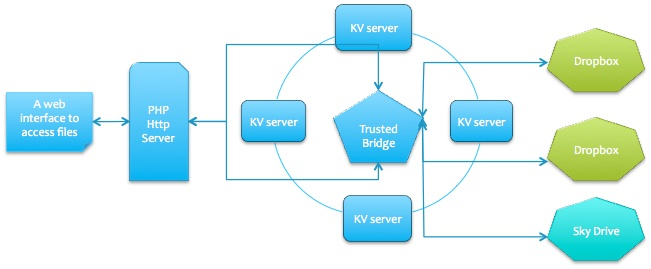 KV server
Dropbox
A web
interface to
access files
PHP
Http
Server
KV server
Trusted
Bridge
KV server
Dropbox
KV server
Sky Drive